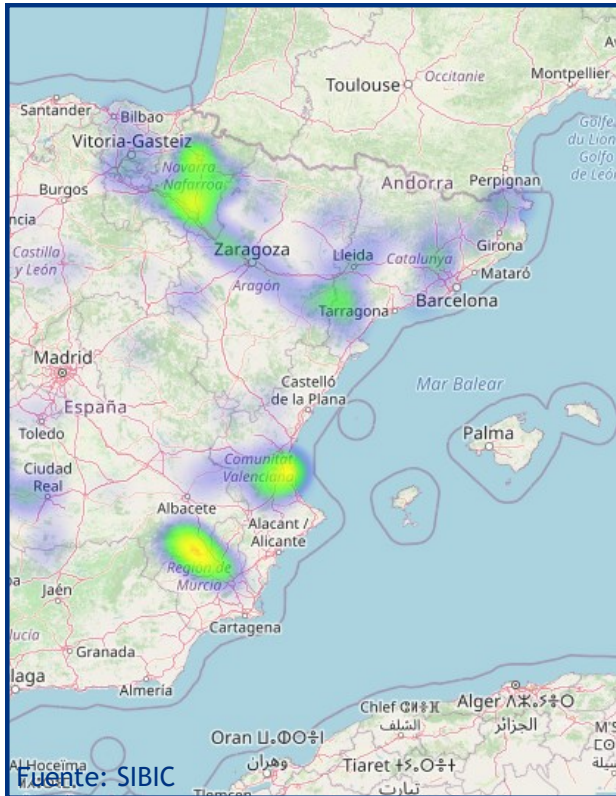 Toulouse
Occitanie
Montpellier
Santander
Bilbao
Golfe
du Lion
Golfo
de León
Vitoria-Gasteiz
Navarra
Nafarroa
Andorra
Perpignan
Burgos
Girona
Zaragoza
Lleida
Catalunya
Castilla
y León
Mataró
Aragón
Barcelona
Tarragona
Madrid
Castelló
de la Plana
Mar Balear
España
Toledo
Palma
Comunitat
Valenciana
Ciudad
Real
Albacete
Alacant /
Alicante
Región de
Murcia
Jaén
Cartagena
Granada
Almería
Chlef
الشلف
Alger
الجزائر
Oran
وهران
Al Hoceïma
Tiaret
تيارت
Tlemcen
Fuente: SIBIC